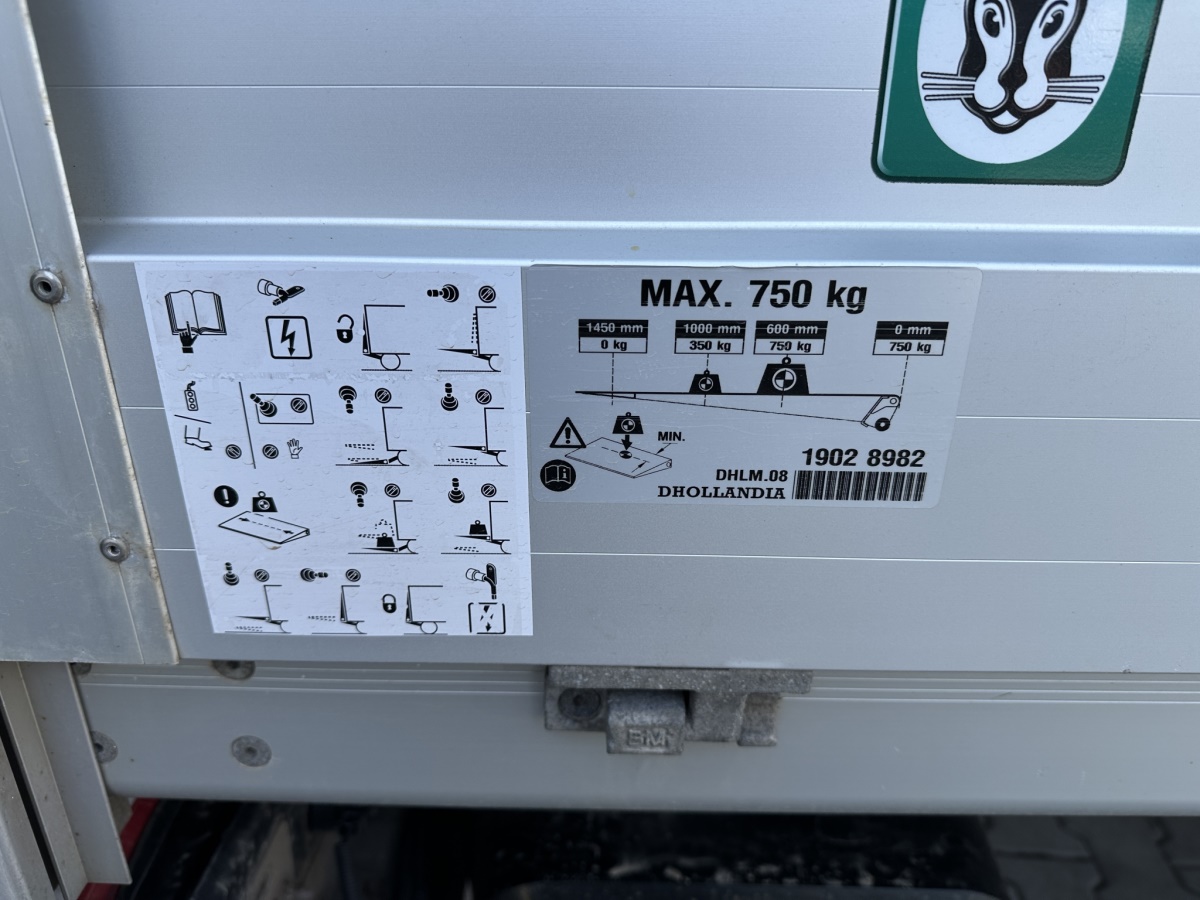 MAX. 750 kg
1450 mm 1000 mm 600 mm 0 mm
0 kg 350 kg 750 kg 750 kg
MIN.
1902 8982
DHLM.08
DHOLLANDIA
BM